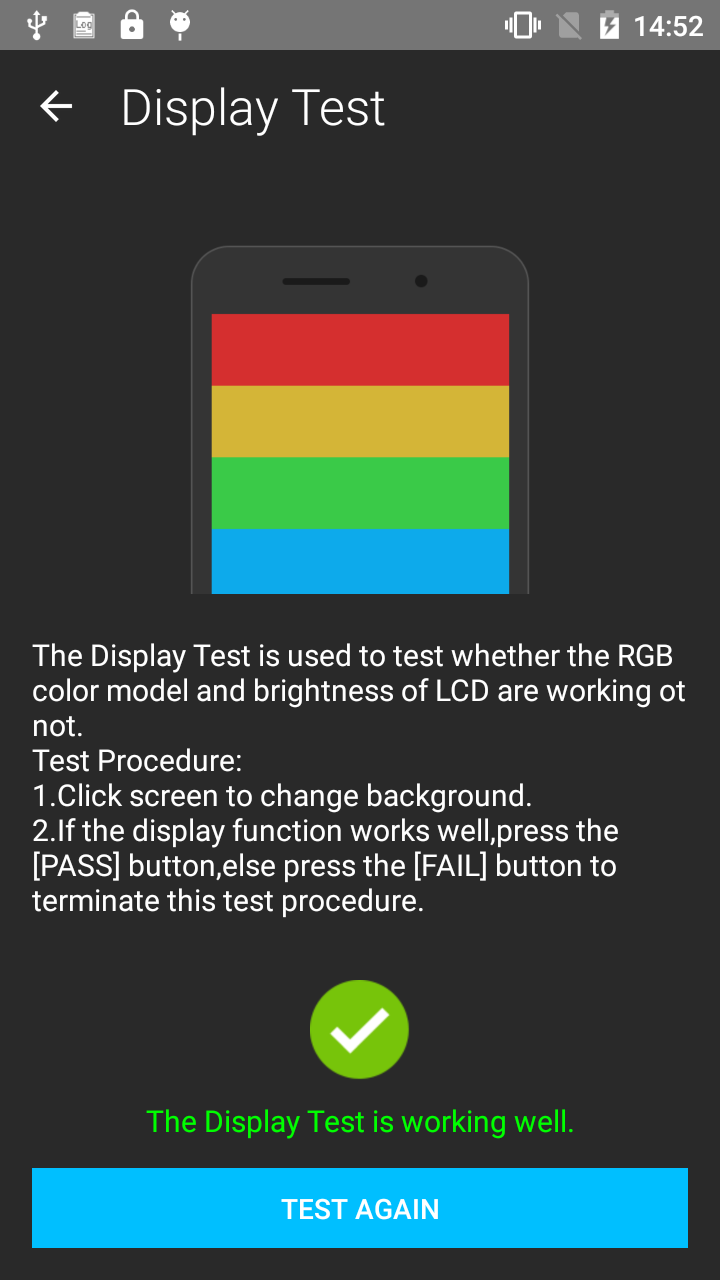 Log
14:52
Display Test
The Display Test is used to test whether the RGB
color model and brightness of LCD are working ot
not.
Test Procedure:
1.Click screen to change background.
2.If the display function works well,press the
[PASS] button,else press the [FAIL] button to
terminate this test procedure.
The Display Test is working well.
TEST AGAIN